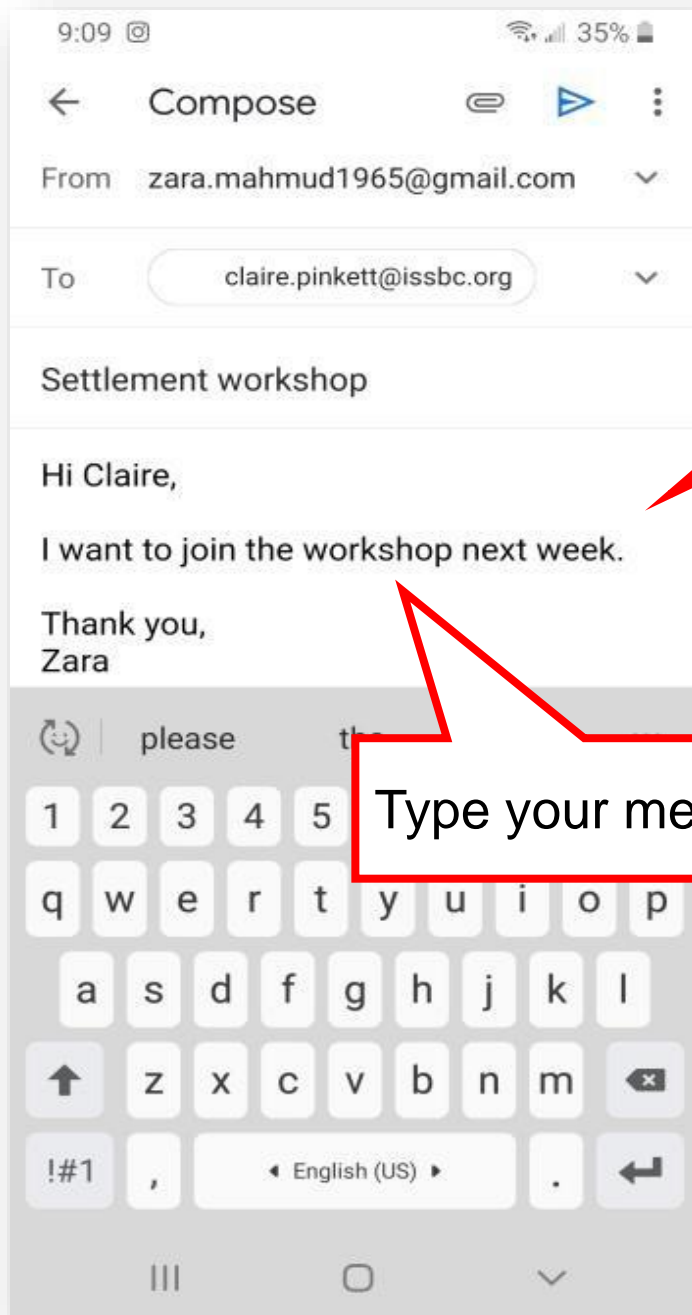 9:09 35%
Compose
From zara.mahmud1965@gmail.com
To claire.pinkett@issbc.org
Settlement workshop
Hi Claire,
I want to join the workshop next week.
Thank you,
Zara
please
Type your me
1 2 3 4 5
q w e r t y u i o p
a s d f g h j k l
z x c v b n m
!#1 , English (US) .